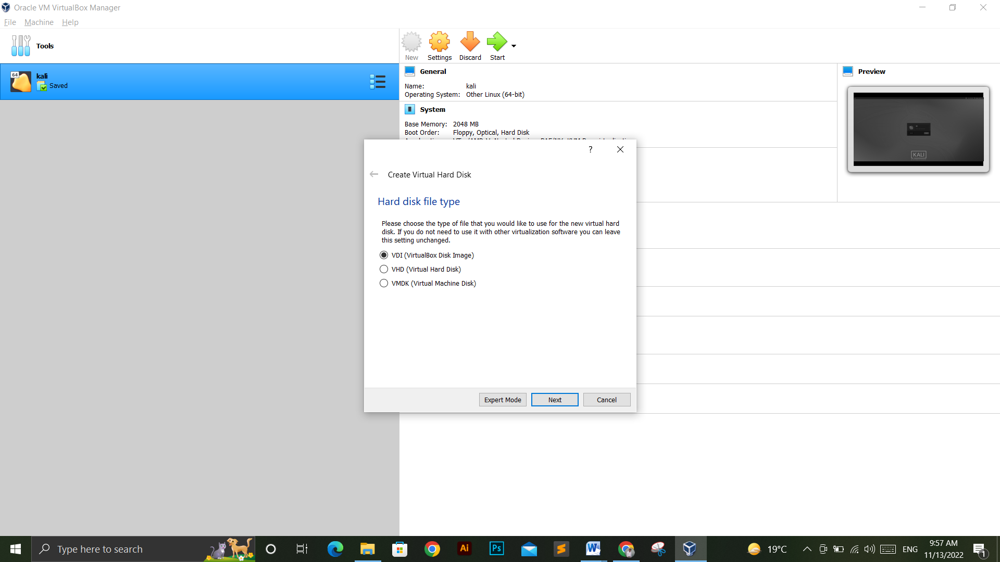 Oracle VM VirtualBox Manager
File Machine Help
Tools
New Settings Discard Start
64
kali
Saved
General
Name: kali
Operating System: Other Linux (64-bit)
System
Base Memory: 2048 MB
Boot Order: Floppy, Optical, Hard Disk
Preview
KALI
?
Create Virtual Hard Disk
Hard disk file type
Please choose the type of file that you would like to use for the new virtual hard
disk. If you do not need to use it with other virtualization software you can leave
this setting unchanged.
VDI (VirtualBox Disk Image)
VHD (Virtual Hard Disk)
VMDK (Virtual Machine Disk)
Expert Mode Next Cancel
Type here to search
Ai
Ps
W
19°C
ENG
9:57 AM
11/13/2022
1